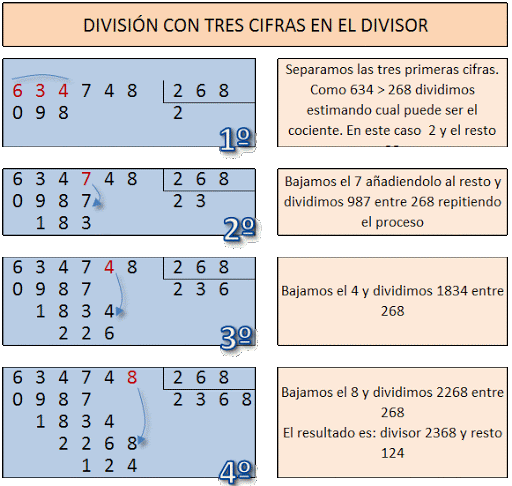 DIVISIÓN CON TRES CIFRAS EN EL DIVISOR
6 3 4 7 4 8 2 6 8
0 9 8 2
1º
Separamos las tres primeras cifras.
Como 634 > 268 dividimos
estimando cual puede ser el
cociente. En este caso 2 y el resto
6 3 4 7 4 8 2 6 8
0 9 8 7 2 3
1 8 3
2º
Bajamos el 7 añadiendolo al resto y
dividimos 987 entre 268 repitiendo
el proceso
6 3 4 7 4 8 2 6 8
0 9 8 7 2 3 6
1 8 3 4
2 2 6
3º
Bajamos el 4 y dividimos 1834 entre
268
6 3 4 7 4 8 2 6 8
0 9 8 7 2 3 6 8
1 8 3 4
2 2 6 8
1 2 4
4º
Bajamos el 8 y dividimos 2268 entre
268
El resultado es: divisor 2368 y resto
124